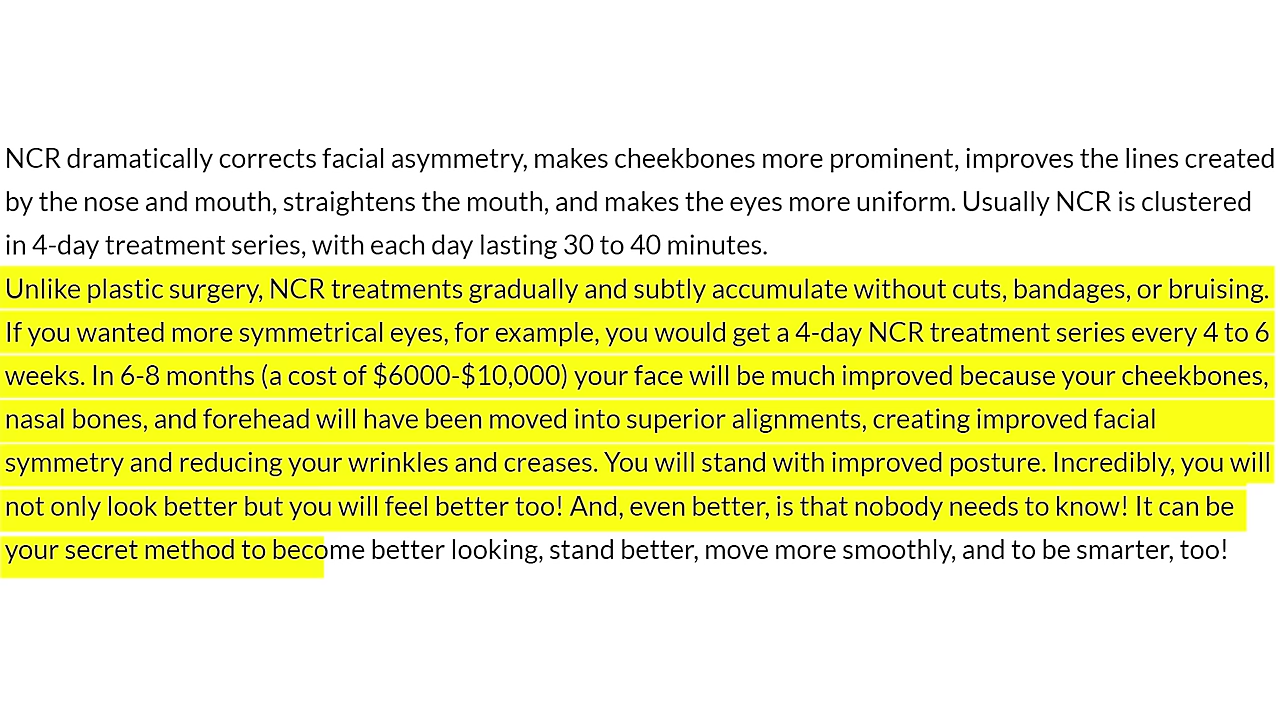 NCR dramatically corrects facial asymmetry, makes cheekbones more prominent, improves the lines created
by the nose and mouth, straightens the mouth, and makes the eyes more uniform. Usually NCR is clustered
in 4-day treatment series, with each day lasting 30 to 40 minutes.
Unlike plastic surgery, NCR treatments gradually and subtly accumulate without cuts, bandages, or bruising.
If you wanted more symmetrical eyes, for example, you would get a 4-day NCR treatment series every 4 to 6
weeks. In 6-8 months (a cost of $6000-$10,000) your face will be much improved because your cheekbones,
nasal bones, and forehead will have been moved into superior alignments, creating improved facial
symmetry and reducing your wrinkles and creases. You will stand with improved posture. Incredibly, you will
not only look better but you will feel better too! And, even better, is that nobody needs to know! It can be
your secret method to become better looking, stand better, move more smoothly, and to be smarter, too!